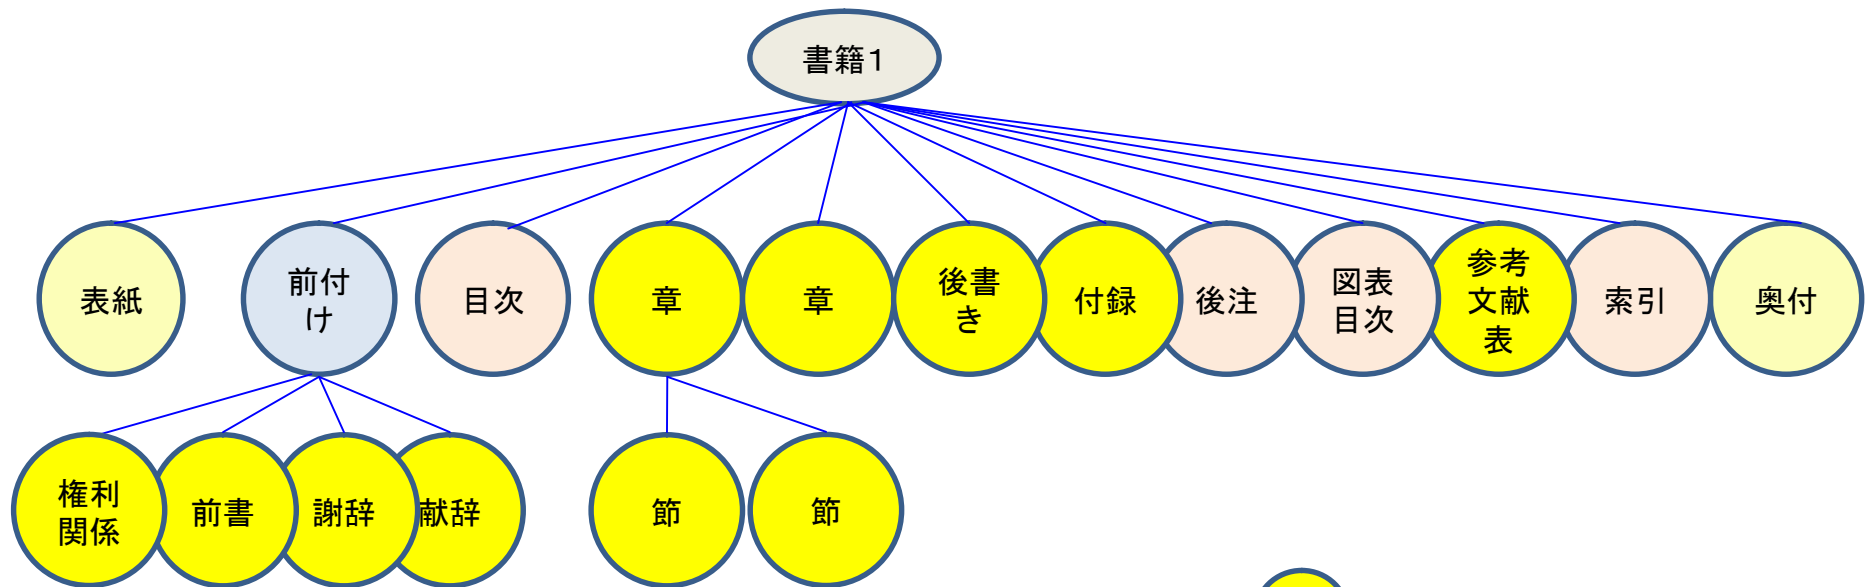 書籍1
表紙
前付
け
目次
章
章
後書
き
付録
後注
図表
目次
参考
文献
表
索引
奥付
権利
関係
前書
謝辞
献辞
節
節